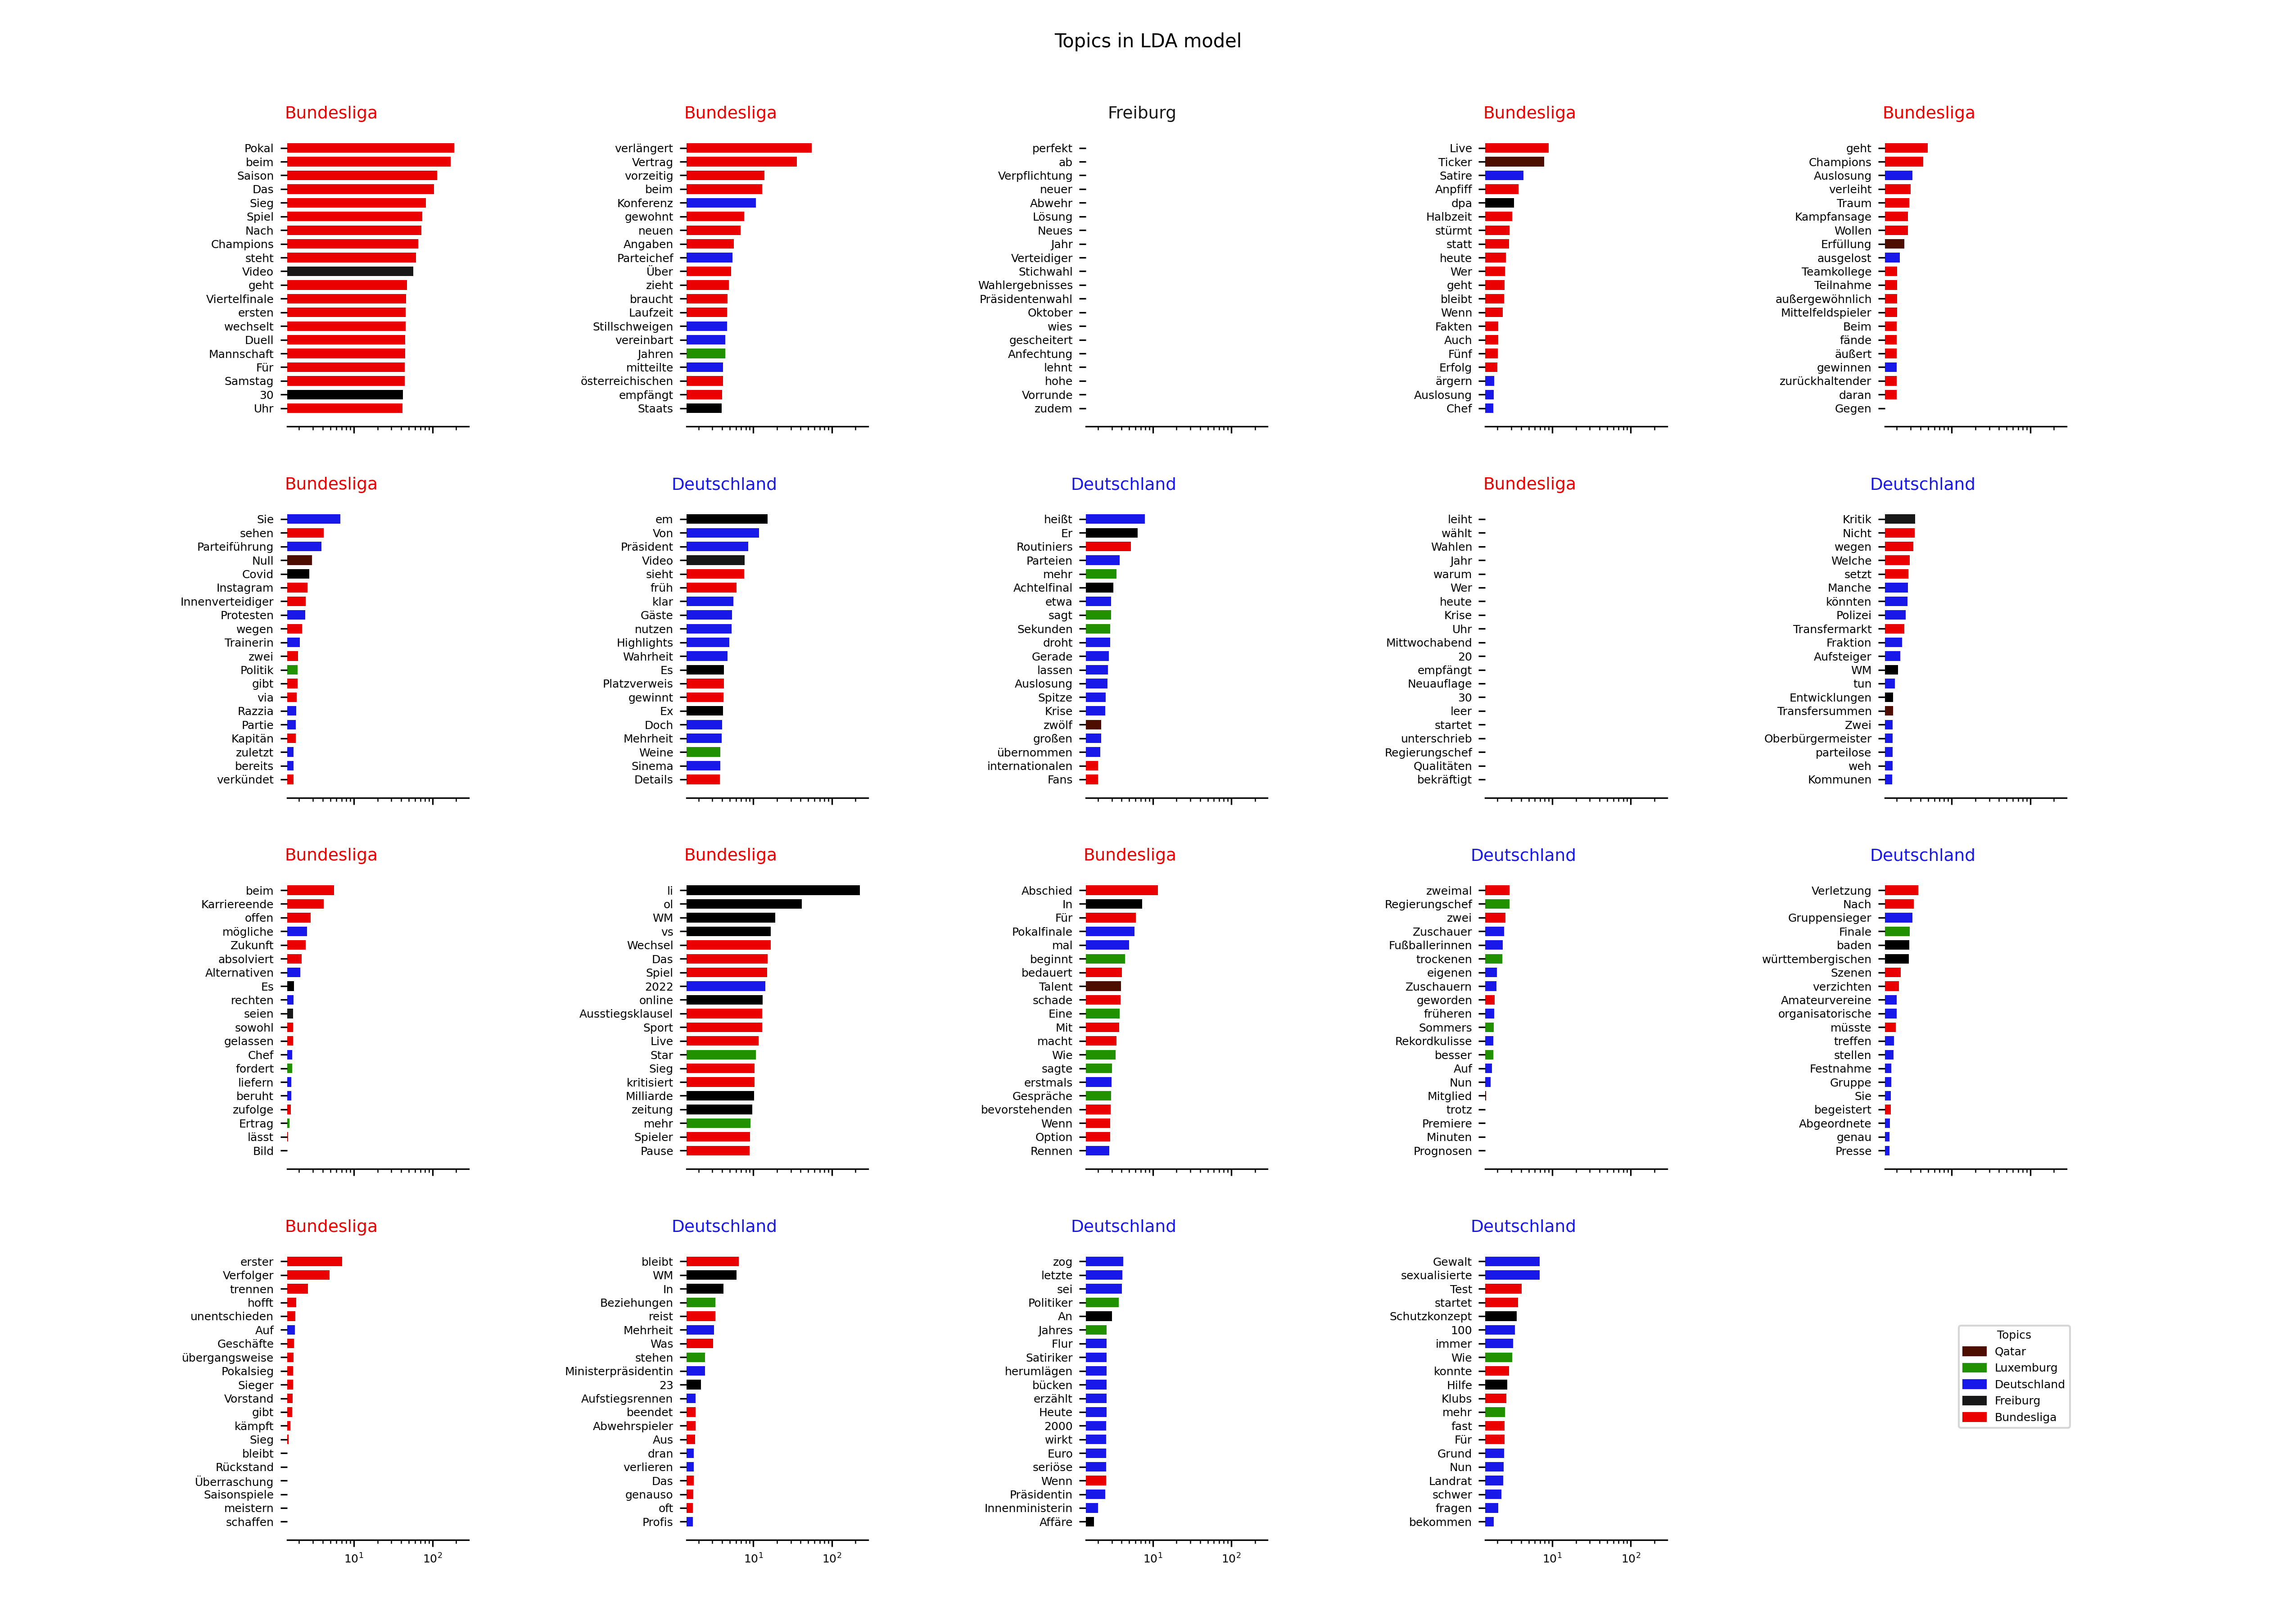 Topics in LDA model
Bundesliga
Pokal
beim
Saison
Das
Sieg
Spiel
Nach
Champions
steht
Video
geht
Viertelfinale
ersten
wechselt
Duell
Mannschaft
Für
Samstag
30
Uhr
Bundesliga
verlängert
Vertrag
vorzeitig
beim
Konferenz
gewohnt
neuen
Angaben
Parteichef
Über
zieht
braucht
Laufzeit
Stillschweigen
vereinbart
Jahren
mitteilte
österreichischen
empfängt
Staats
Freiburg
perfekt
ab
Verpflichtung
neuer
Abwehr
Lösung
Neues
Jahr
Verteidiger
Stichwahl
Wahlergebnisses
Präsidentenwahl
Oktober
wies
gescheitert
Anfechtung
lehnt
hohe
Vorrunde
zudem
Bundesliga
Live
Ticker
Satire
Anpfiff
dpa
Halbzeit
stürmt
statt
heute
Wer
geht
bleibt
Wenn
Fakten
Auch
Fünf
Erfolg
ärgern
Auslosung
Chef
Bundesliga
geht
Champions
Auslosung
verleiht
Traum
Kampfansage
Wollen
Erfüllung
ausgelost
Teamkollege
Teilnahme
außergewöhnlich
Mittelfeldspieler
Beim
fände
äußert
gewinnen
zurückhaltender
daran
Gegen
Bundesliga
Sie
sehen
Parteiführung
Null
Covid
Instagram
Innenverteidiger
Protesten
wegen
Trainerin
zwei
Politik
gibt
via
Razzia
Partie
Kapitän
zuletzt
bereits
verkündet
Deutschland
em
Von
Präsident
Video
sieht
früh
klar
Gäste
nutzen
Highlights
Wahrheit
Es
Platzverweis
gewinnt
Ex
Doch
Mehrheit
Weine
Sinema
Details
Deutschland
heißt
Er
Routiniers
Parteien
mehr
Achtelfinal
etwa
sagt
Sekunden
droht
Gerade
lassen
Auslosung
Spitze
Krise
zwölf
großen
übernommen
internationalen
Fans
Bundesliga
leiht
wählt
Wahlen
Jahr
warum
Wer
heute
Krise
Uhr
Mittwochabend
20
empfängt
Neuauflage
30
leer
startet
unterschrieb
Regierungschef
Qualitäten
bekräftigt
Deutschland
Kritik
Nicht
wegen
Welche
setzt
Manche
könnten
Polizei
Transfermarkt
Fraktion
Aufsteiger
WM
tun
Entwicklungen
Transfersummen
Zwei
Oberbürgermeister
parteilose
weh
Kommunen
Bundesliga
beim
Karriereende
offen
mögliche
Zukunft
absolviert
Alternativen
Es
rechten
seien
sowohl
gelassen
Chef
fordert
liefern
beruht
zufolge
Ertrag
lässt
Bild
Bundesliga
li
ol
WM
vs
Wechsel
Das
Spiel
2022
online
Ausstiegsklausel
Sport
Live
Star
Sieg
kritisiert
Milliarde
zeitung
mehr
Spieler
Pause
Bundesliga
Abschied
In
Für
Pokalfinale
mal
beginnt
bedauert
Talent
schade
Eine
Mit
macht
Wie
sagte
erstmals
Gespräche
bevorstehenden
Wenn
Option
Rennen
Deutschland
zweimal
Regierungschef
zwei
Zuschauer
Fußballerinnen
trockenen
eigenen
Zuschauern
geworden
früheren
Sommers
Rekordkulisse
besser
Auf
Nun
Mitglied
trotz
Premiere
Minuten
Prognosen
Deutschland
Verletzung
Nach
Gruppensieger
Finale
baden
württembergischen
Szenen
verzichten
Amateurvereine
organisatorische
müsste
treffen
stellen
Festnahme
Gruppe
Sie
begeistert
Abgeordnete
genau
Presse
Bundesliga
erster
Verfolger
trennen
hofft
unentschieden
Auf
Geschäfte
übergangsweise
Pokalsieg
Sieger
Vorstand
gibt
kämpft
Sieg
bleibt
Rückstand
Überraschung
Saisonspiele
meistern
schaffen
10¹ 10²
Deutschland
bleibt
WM
In
Beziehungen
reist
Mehrheit
Was
stehen
Ministerpräsidentin
23
Aufstiegsrennen
beendet
Abwehrspieler
Aus
dran
verlieren
Das
genauso
oft
Profis
10¹ 10²
Deutschland
zog
letzte
sei
Politiker
An
Jahres
Flur
Satiriker
herumlägen
bücken
erzählt
Heute
2000
wirkt
Euro
seriöse
Wenn
Präsidentin
Innenministerin
Affäre
10¹ 10²
Deutschland
Gewalt
sexualisierte
Test
startet
Schutzkonzept
100
immer
Wie
konnte
Hilfe
Klubs
mehr
fast
Für
Grund
Nun
Landrat
schwer
fragen
bekommen
10¹ 10²
Topics
Qatar
Luxemburg
Deutschland
Freiburg
Bundesliga